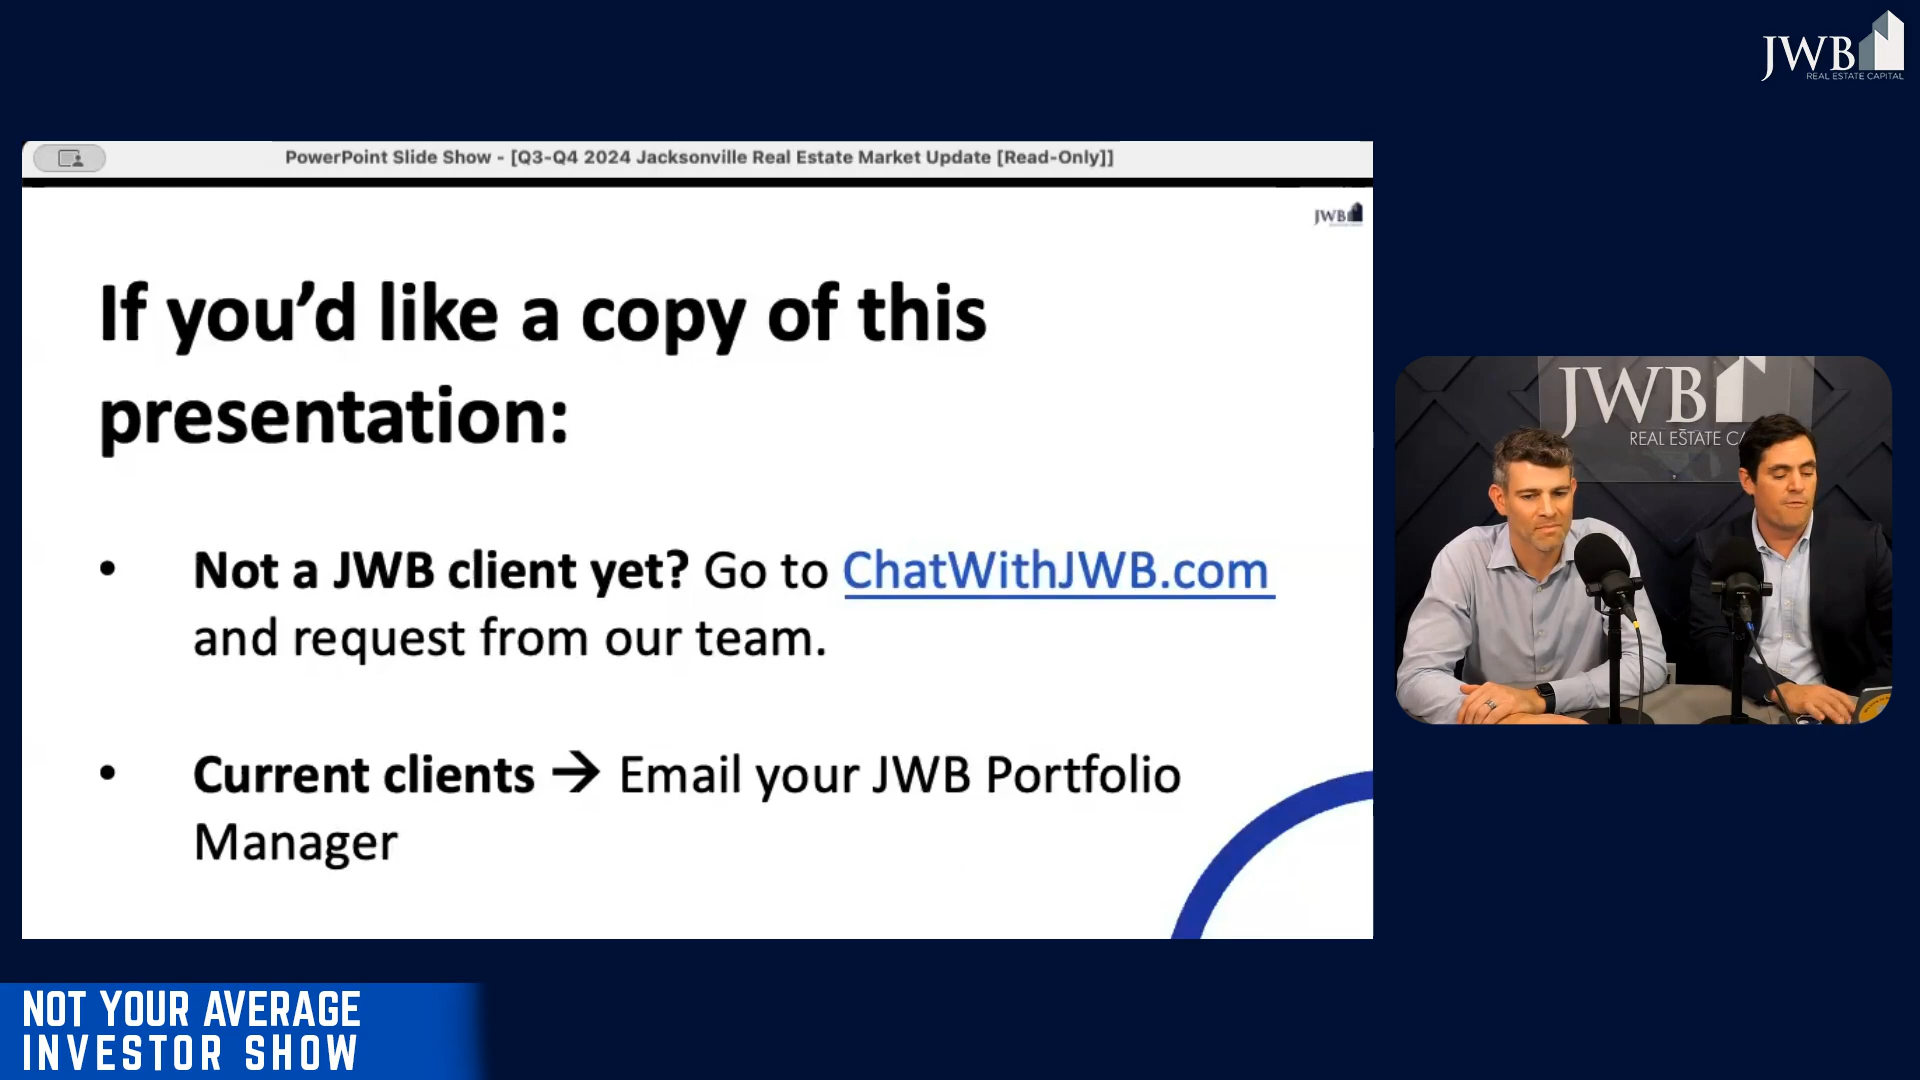 JWB
REAL ESTATE CAPITAL
PowerPoint Slide Show - [Q3-Q4 2024 Jacksonville Real Estate Market Update [Read-Only]]
JWB
If you’d like a copy of this
presentation:
• Not a JWB client yet? Go to ChatWithJWB.com
and request from our team.
• Current clients → Email your JWB Portfolio
Manager
JWB
REAL ESTATE CA
NOT YOUR AVERAGE
INVESTOR SHOW